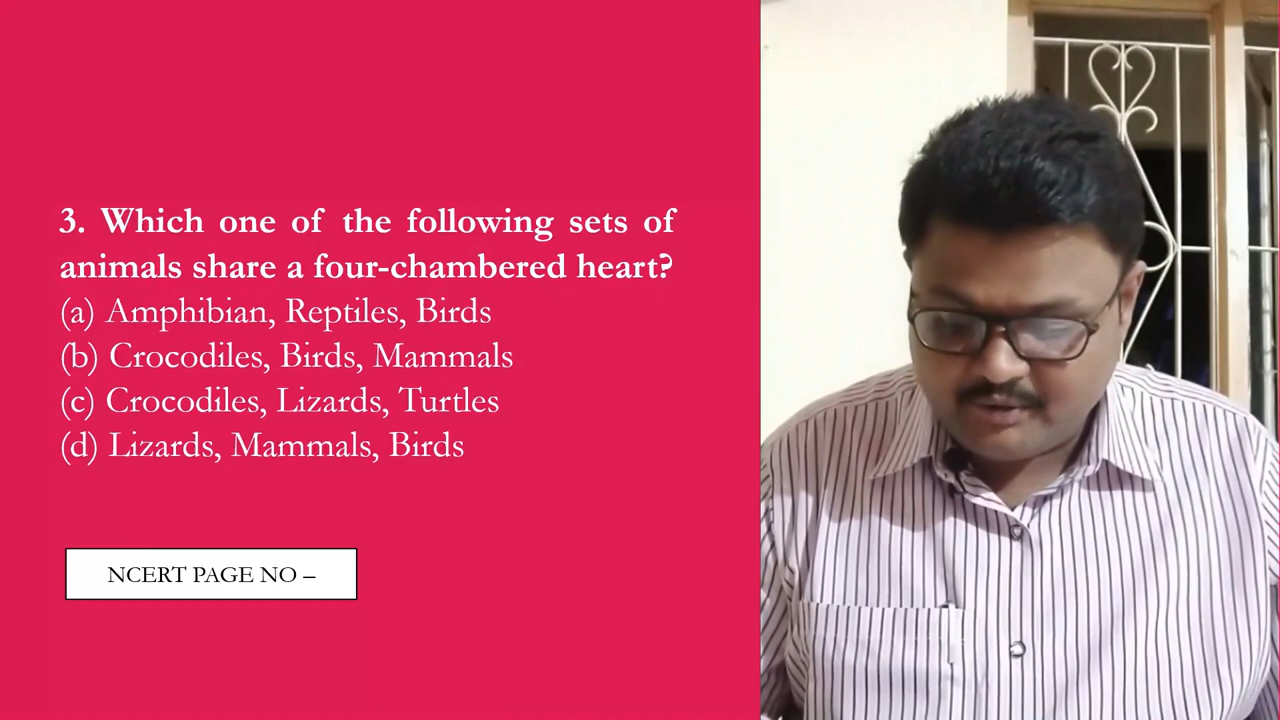 3. Which one of the following sets of
animals share a four-chambered heart?
(a) Amphibian, Reptiles, Birds
(b) Crocodiles, Birds, Mammals
(c) Crocodiles, Lizards, Turtles
(d) Lizards, Mammals, Birds
NCERT PAGE NO –